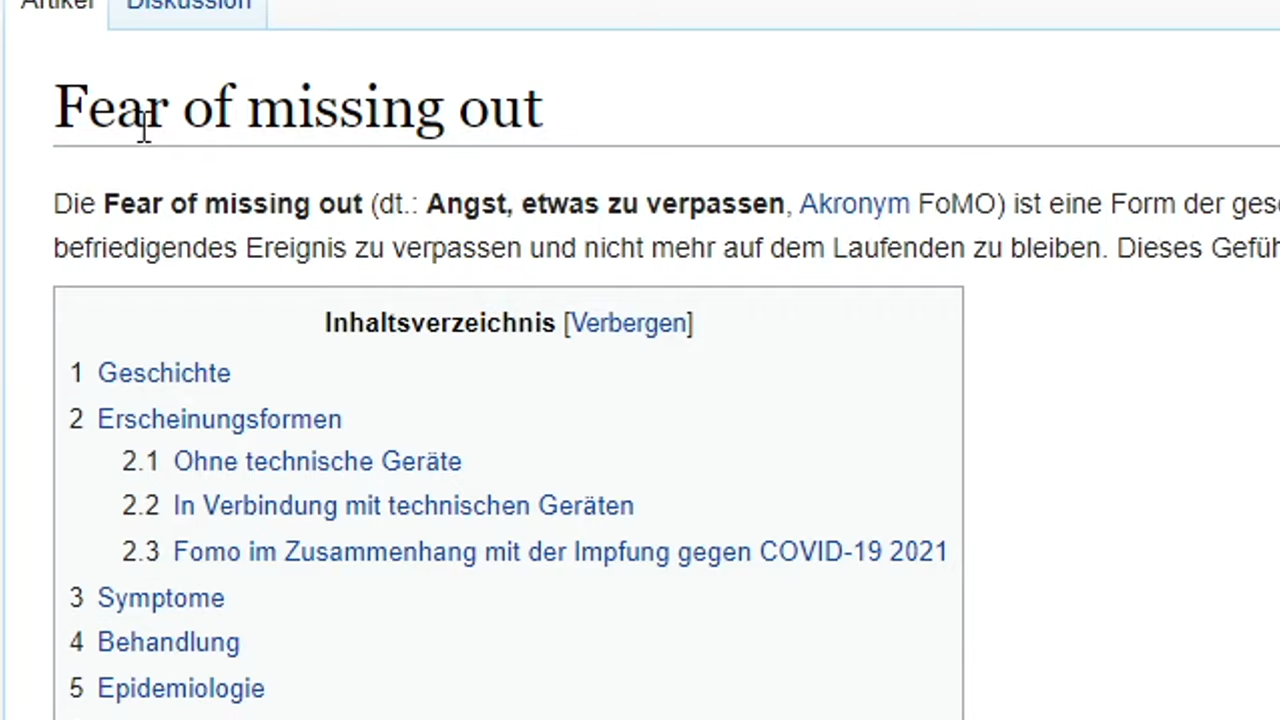 Artikel Diskussion
Fear of missing out
Die Fear of missing out (dt.: Angst, etwas zu verpassen, Akronym FoMO) ist eine Form der
befriedigendes Ereignis zu verpassen und nicht mehr auf dem Laufenden zu bleiben. Dieses
Inhaltsverzeichnis [Verbergen]
1 Geschichte
2 Erscheinungsformen
2.1 Ohne technische Geräte
2.2 In Verbindung mit technischen Geräten
2.3 Fomo im Zusammenhang mit der Impfung gegen COVID-19 2021
3 Symptome
4 Behandlung
5 Epidemiologie